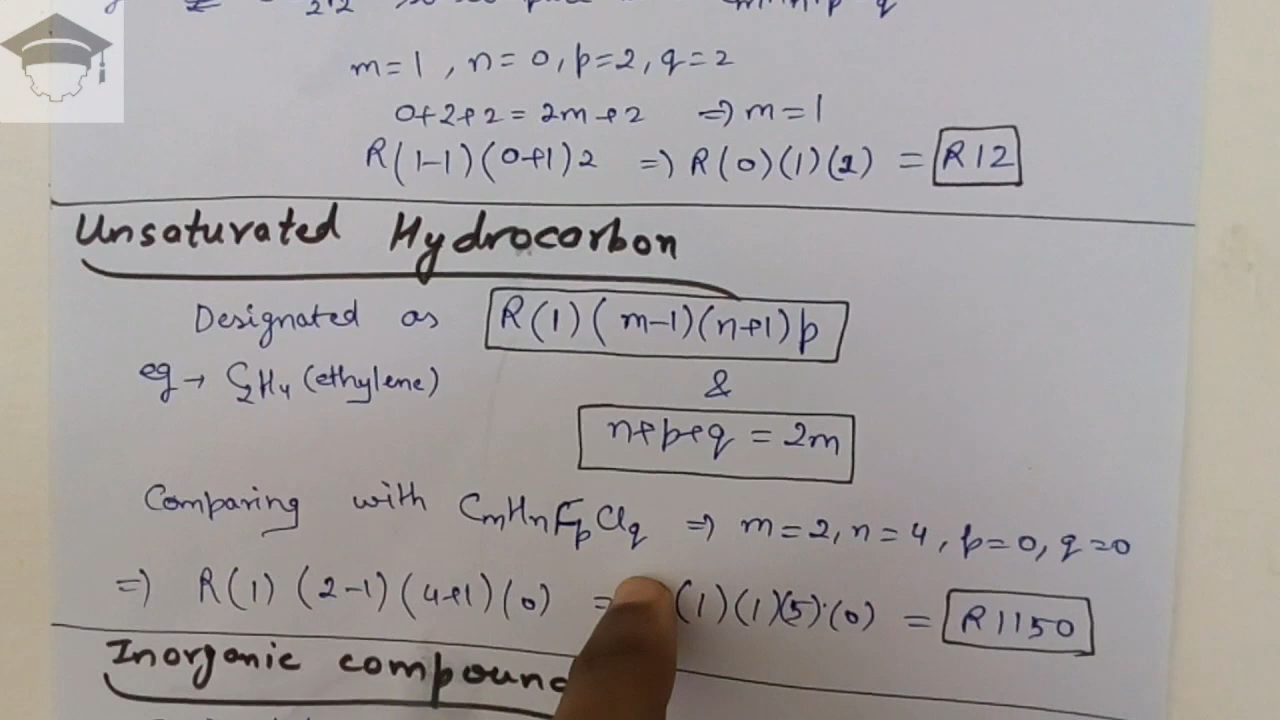 m=1, n=0, p=2, q=2
0+2+2 = 2m+2 ⇒ m=1
R(1-1)(0+1)2 ⇒ R(0)(1)(2) = R12
Unsaturated Hydrocarbon
Designated as R(1)(m-1)(n+1)p
eg → C₂H₄ (ethylene) &
n+p+q = 2m
Comparing with CmHnFpClq ⇒ m=2, n=4, p=0, q=0
⇒ R(1)(2-1)(4+1)(0) = (1)(1)(5)(0) = R1150
Inorganic compound